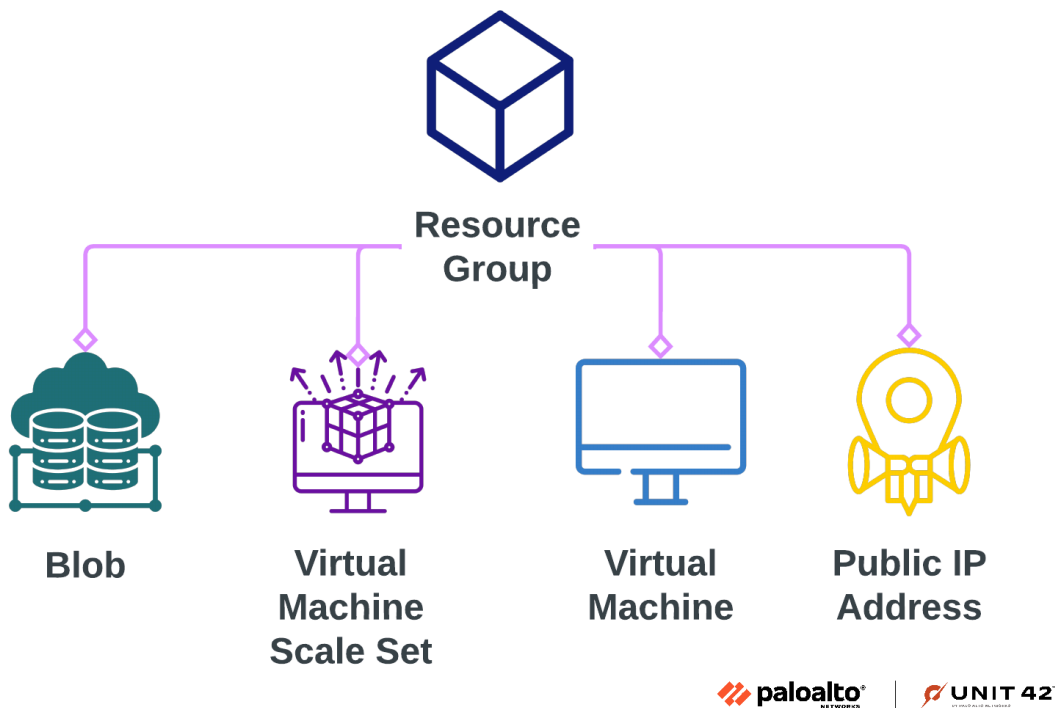 Resource
Group
Blob
Virtual
Machine
Scale Set
Virtual
Machine
Public IP
Address
paloalto®
NETWORKS
UNIT 42